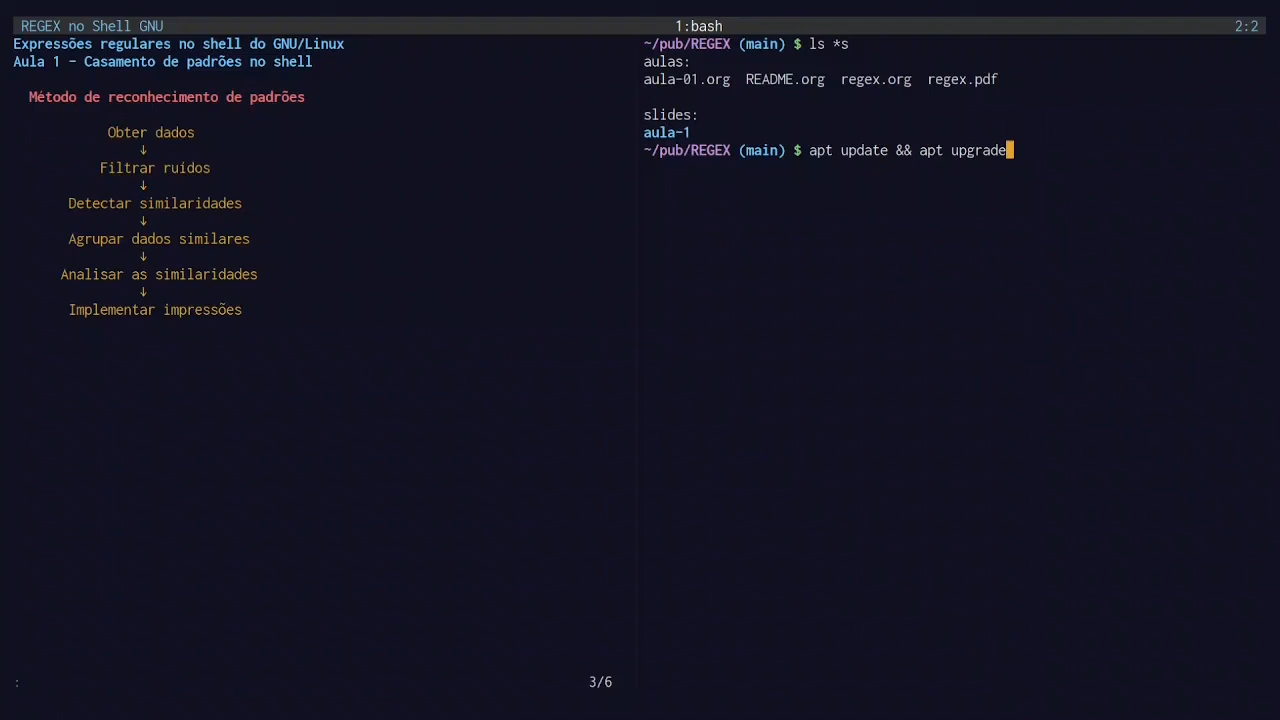 REGEX no Shell GNU 1:bash 2:2
Expressões regulares no shell do GNU/Linux
Aula 1 - Casamento de padrões no shell
Método de reconhecimento de padrões
Obter dados
↓
Filtrar ruídos
↓
Detectar similaridades
↓
Agrupar dados similares
↓
Analisar as similaridades
↓
Implementar impressões
: 3/6
~/pub/REGEX (main) $ ls *s
aulas:
aula-01.org README.org regex.org regex.pdf
slides:
aula-1
~/pub/REGEX (main) $ apt update && apt upgrade